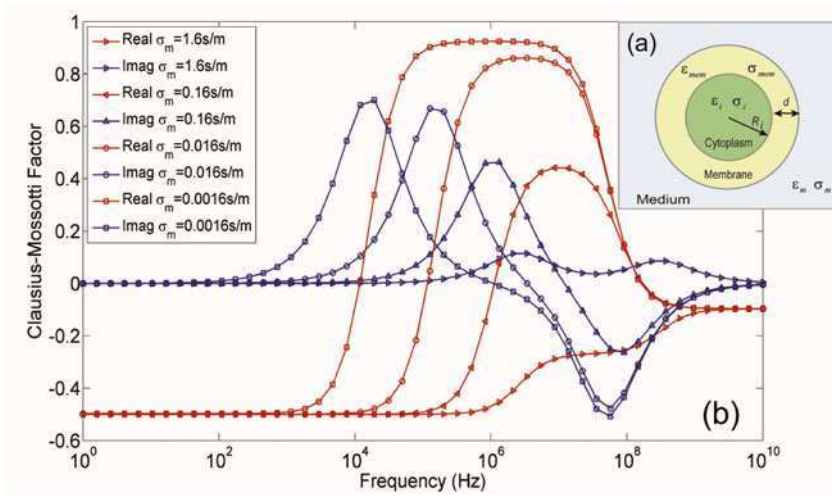 Real σm=1.6s/m
Imag σm=1.6s/m
Real σm=0.16s/m
Imag σm=0.16s/m
Real σm=0.016s/m
Imag σm=0.016s/m
Real σm=0.0016s/m
Imag σm=0.0016s/m
(a)
εmem σmem
εi σi
d
Ri
Cytoplasm
Membrane
εm σm
Medium
Clausius-Mossotti Factor
1
0.8
0.6
0.4
0.2
0
-0.2
-0.4
-0.6
(b)
10^0 10^2 10^4 10^6 10^8 10^10
Frequency (Hz)